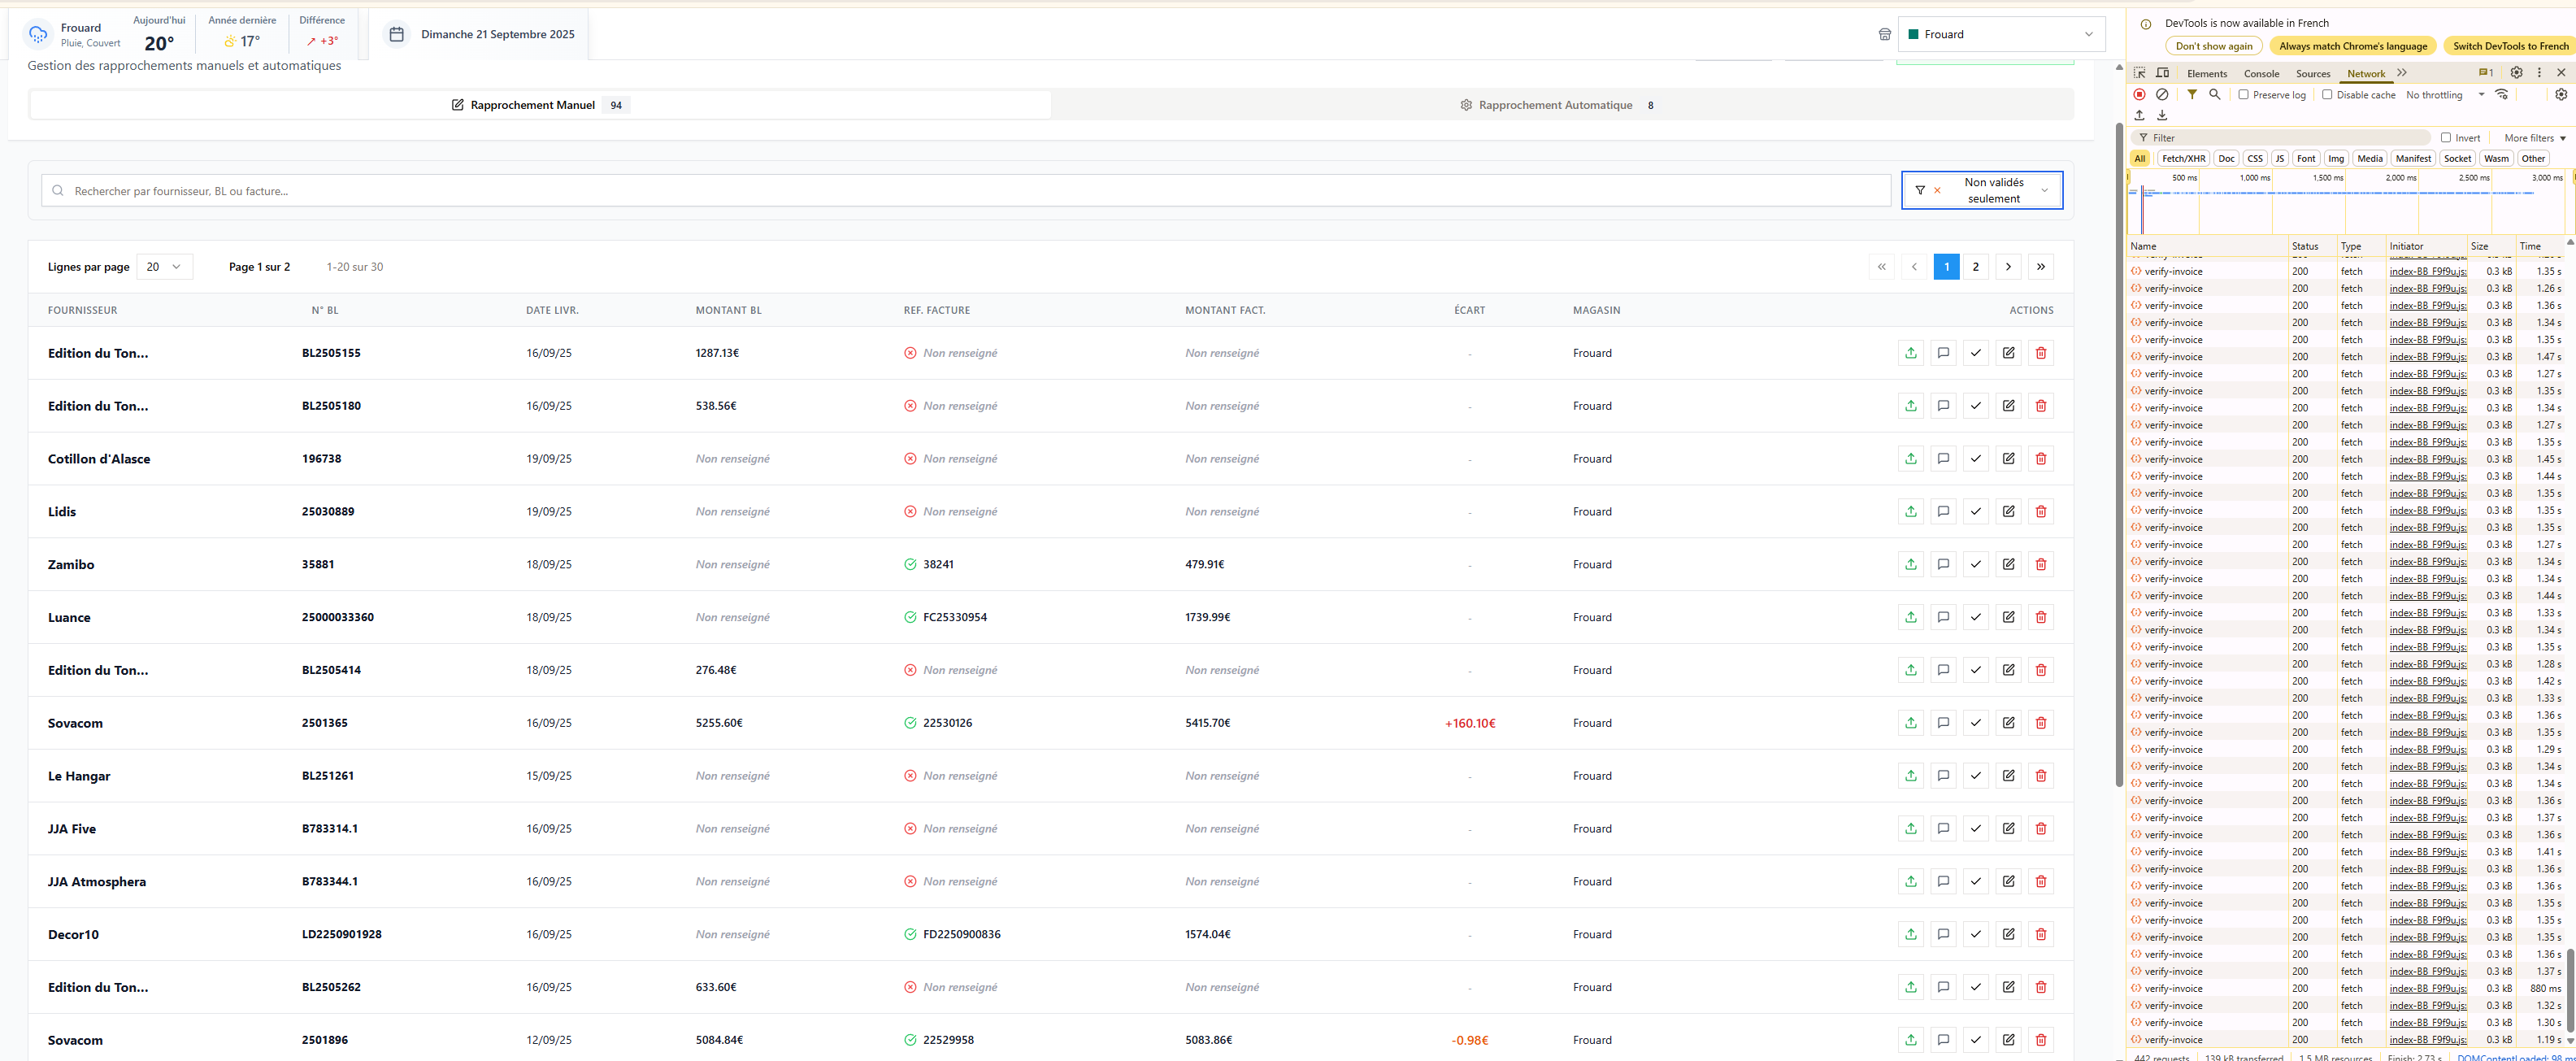 Frouard
Pluie, Couvert
Aujourd'hui
20°
Année dernière
17°
Différence
↗ +3°
Dimanche 21 Septembre 2025
Frouard
Gestion des rapprochements manuels et automatiques
Rapprochement Manuel 94
Rapprochement Automatique 8
Rechercher par fournisseur, BL ou facture...
Non validés
seulement
Lignes par page 20 Page 1 sur 2 1-20 sur 30 « ‹ 1 2 › »
FOURNISSEUR N° BL DATE LIVR. MONTANT BL REF. FACTURE MONTANT FACT. ÉCART MAGASIN ACTIONS
Edition du Ton... BL2505155 16/09/25 1287.13€ Non renseigné Non renseigné - Frouard
Edition du Ton... BL2505180 16/09/25 538.56€ Non renseigné Non renseigné - Frouard
Cotillon d'Alasce 196738 19/09/25 Non renseigné Non renseigné Non renseigné - Frouard
Lidis 25030889 19/09/25 Non renseigné Non renseigné Non renseigné - Frouard
Zamibo 35881 18/09/25 Non renseigné 38241 479.91€ - Frouard
Luance 25000033360 18/09/25 Non renseigné FC25330954 1739.99€ - Frouard
Edition du Ton... BL2505414 18/09/25 276.48€ Non renseigné Non renseigné - Frouard
Sovacom 2501365 16/09/25 5255.60€ 22530126 5415.70€ +160.10€ Frouard
Le Hangar BL251261 15/09/25 Non renseigné Non renseigné Non renseigné - Frouard
JJA Five B783314.1 16/09/25 Non renseigné Non renseigné Non renseigné - Frouard
JJA Atmosphera B783344.1 16/09/25 Non renseigné Non renseigné Non renseigné - Frouard
Decor10 LD2250901928 16/09/25 Non renseigné FD2250900836 1574.04€ - Frouard
Edition du Ton... BL2505262 16/09/25 633.60€ Non renseigné Non renseigné - Frouard
Sovacom 2501896 12/09/25 5084.84€ 22529958 5083.86€ -0.98€ Frouard
DevTools is now available in French
Don't show again Always match Chrome's language Switch DevTools to French
Elements Console Sources Network 1
Preserve log Disable cache No throttling
Filter Invert More filters
All Fetch/XHR Doc CSS JS Font Img Media Manifest Socket Wasm Other
500 ms 1,000 ms 1,500 ms 2,000 ms 2,500 ms 3,000 ms
Name Status Type Initiator Size Time
verify-invoice 200 fetch index-BB_F9f9u.js: 0.3 kB 1.35 s
verify-invoice 200 fetch index-BB_F9f9u.js: 0.3 kB 1.26 s
verify-invoice 200 fetch index-BB_F9f9u.js: 0.3 kB 1.36 s
verify-invoice 200 fetch index-BB_F9f9u.js: 0.3 kB 1.34 s
verify-invoice 200 fetch index-BB_F9f9u.js: 0.3 kB 1.35 s
verify-invoice 200 fetch index-BB_F9f9u.js: 0.3 kB 1.47 s
verify-invoice 200 fetch index-BB_F9f9u.js: 0.3 kB 1.27 s
verify-invoice 200 fetch index-BB_F9f9u.js: 0.3 kB 1.35 s
verify-invoice 200 fetch index-BB_F9f9u.js: 0.3 kB 1.34 s
verify-invoice 200 fetch index-BB_F9f9u.js: 0.3 kB 1.27 s
verify-invoice 200 fetch index-BB_F9f9u.js: 0.3 kB 1.35 s
verify-invoice 200 fetch index-BB_F9f9u.js: 0.3 kB 1.45 s
verify-invoice 200 fetch index-BB_F9f9u.js: 0.3 kB 1.44 s
verify-invoice 200 fetch index-BB_F9f9u.js: 0.3 kB 1.35 s
verify-invoice 200 fetch index-BB_F9f9u.js: 0.3 kB 1.35 s
verify-invoice 200 fetch index-BB_F9f9u.js: 0.3 kB 1.35 s
verify-invoice 200 fetch index-BB_F9f9u.js: 0.3 kB 1.27 s
verify-invoice 200 fetch index-BB_F9f9u.js: 0.3 kB 1.34 s
verify-invoice 200 fetch index-BB_F9f9u.js: 0.3 kB 1.34 s
verify-invoice 200 fetch index-BB_F9f9u.js: 0.3 kB 1.44 s
verify-invoice 200 fetch index-BB_F9f9u.js: 0.3 kB 1.33 s
verify-invoice 200 fetch index-BB_F9f9u.js: 0.3 kB 1.34 s
verify-invoice 200 fetch index-BB_F9f9u.js: 0.3 kB 1.35 s
verify-invoice 200 fetch index-BB_F9f9u.js: 0.3 kB 1.28 s
verify-invoice 200 fetch index-BB_F9f9u.js: 0.3 kB 1.42 s
verify-invoice 200 fetch index-BB_F9f9u.js: 0.3 kB 1.33 s
verify-invoice 200 fetch index-BB_F9f9u.js: 0.3 kB 1.36 s
verify-invoice 200 fetch index-BB_F9f9u.js: 0.3 kB 1.35 s
verify-invoice 200 fetch index-BB_F9f9u.js: 0.3 kB 1.29 s
verify-invoice 200 fetch index-BB_F9f9u.js: 0.3 kB 1.34 s
verify-invoice 200 fetch index-BB_F9f9u.js: 0.3 kB 1.34 s
verify-invoice 200 fetch index-BB_F9f9u.js: 0.3 kB 1.36 s
verify-invoice 200 fetch index-BB_F9f9u.js: 0.3 kB 1.37 s
verify-invoice 200 fetch index-BB_F9f9u.js: 0.3 kB 1.36 s
verify-invoice 200 fetch index-BB_F9f9u.js: 0.3 kB 1.41 s
verify-invoice 200 fetch index-BB_F9f9u.js: 0.3 kB 1.36 s
verify-invoice 200 fetch index-BB_F9f9u.js: 0.3 kB 1.36 s
verify-invoice 200 fetch index-BB_F9f9u.js: 0.3 kB 1.35 s
verify-invoice 200 fetch index-BB_F9f9u.js: 0.3 kB 1.35 s
verify-invoice 200 fetch index-BB_F9f9u.js: 0.3 kB 1.35 s
verify-invoice 200 fetch index-BB_F9f9u.js: 0.3 kB 1.36 s
verify-invoice 200 fetch index-BB_F9f9u.js: 0.3 kB 1.37 s
verify-invoice 200 fetch index-BB_F9f9u.js: 0.3 kB 880 ms
verify-invoice 200 fetch index-BB_F9f9u.js: 0.3 kB 1.32 s
verify-invoice 200 fetch index-BB_F9f9u.js: 0.3 kB 1.30 s
verify-invoice 200 fetch index-BB_F9f9u.js: 0.3 kB 1.19 s
442 requests 139 kB transferred 1.5 MB resources Finish: 2.73 s DOMContentLoaded: 98 ms